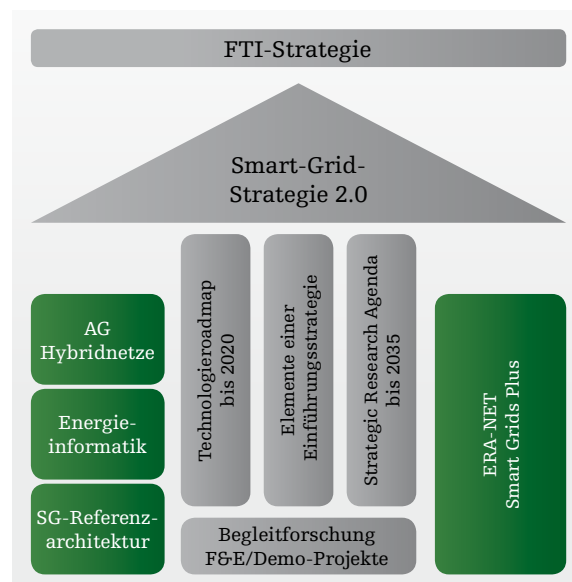 FTI-Strategie
Smart-Grid-
Strategie 2.0
AG
Hybridnetze
Energie-
informatik
SG-Referenz-
architektur
Technologieroadmap
bis 2020
Elemente einer
Einführungsstrategie
Strategic Research Agenda
bis 2035
Begleitforschung
F&E/Demo-Projekte
ERA-NET
Smart Grids Plus